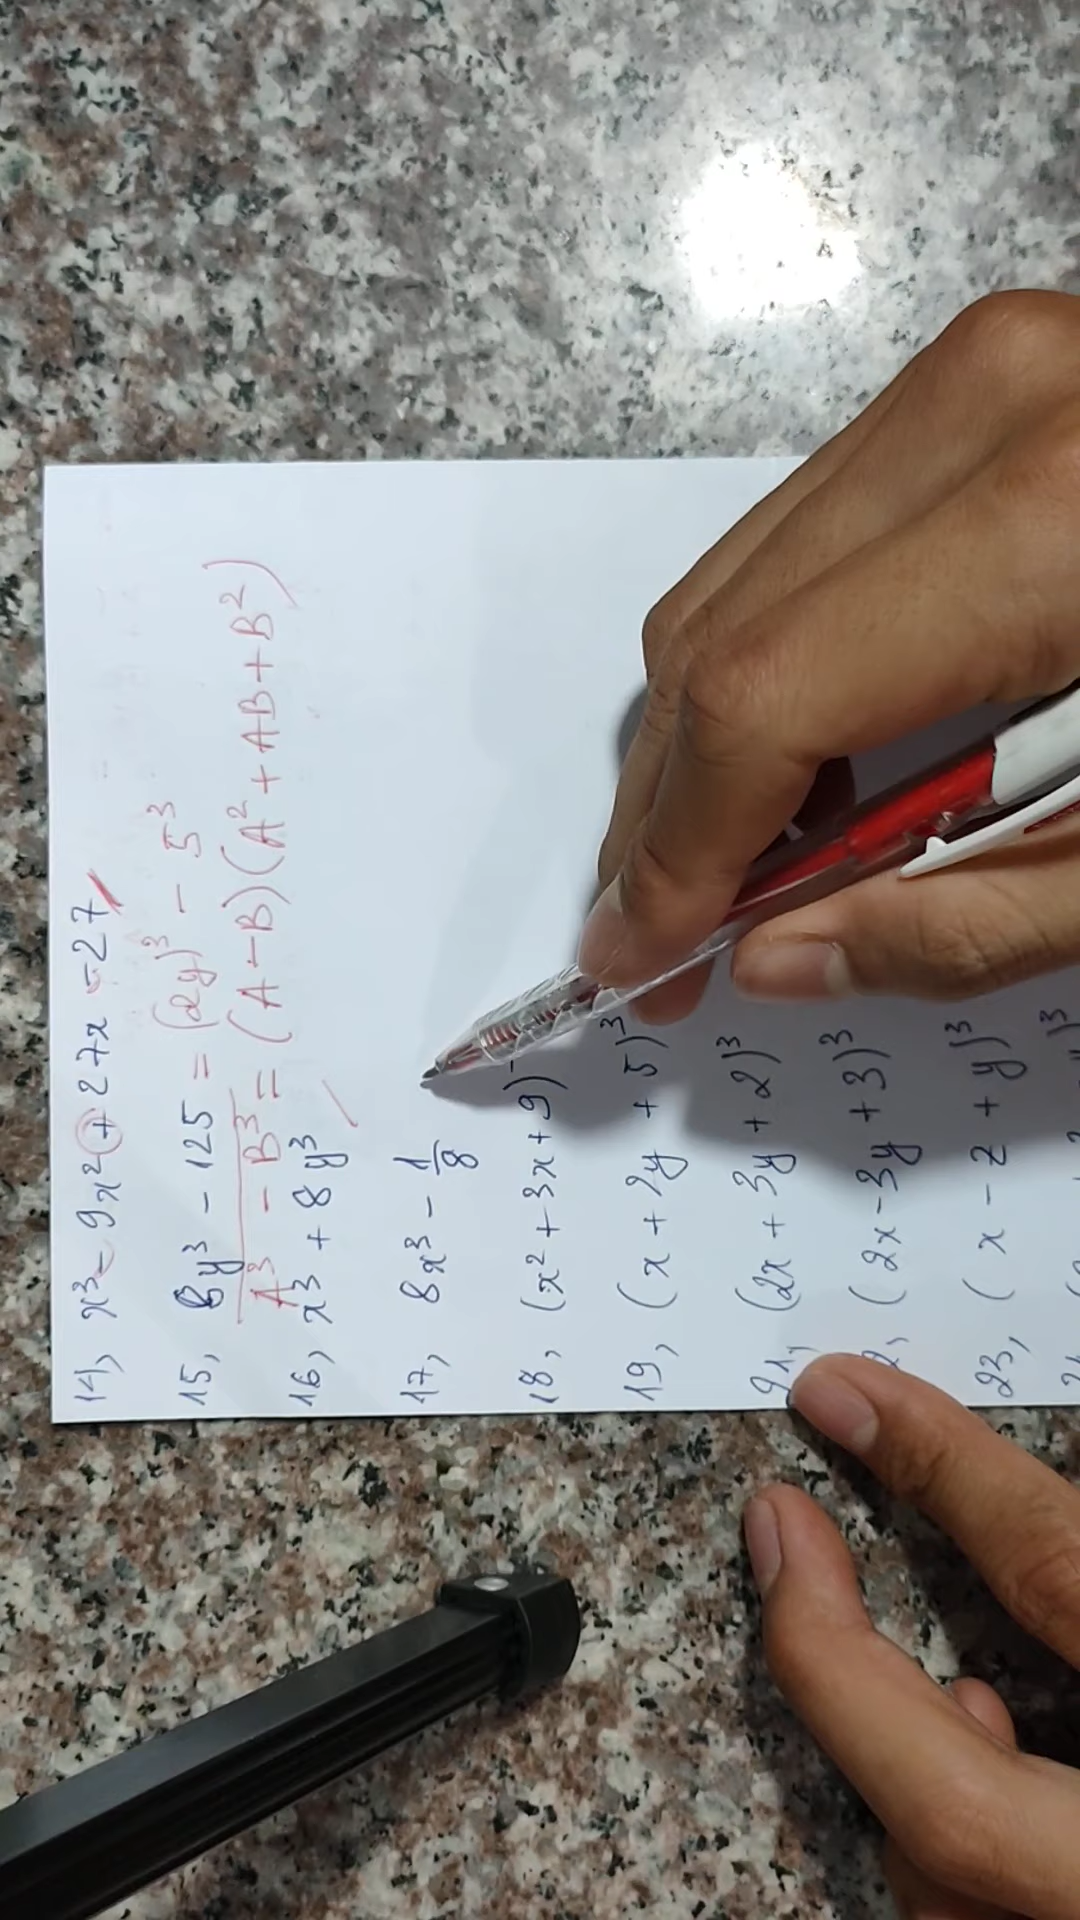 14, x³ - 9x² + 27x - 27
15, 8y³ - 125 = (2y)³ - 5³
A³ - B³ = (A - B)(A² + AB + B²)
16, x³ + 8y³
17, 8x³ - 1/8
18, (x² + 3x + 9)
19, (x + 2y + 5)³
21, (2x + 3y + 2)³
(2x - 3y + 3)³
23, (x - z + y)³